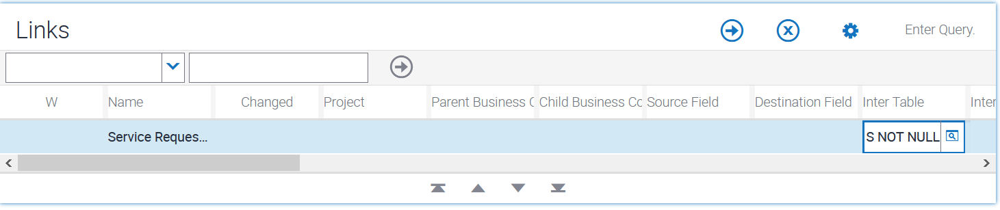 Links
Enter Query.
W Name Changed Project Parent Business C Child Business Co Source Field Destination Field Inter Table Inter
Service Reques... S NOT NULL